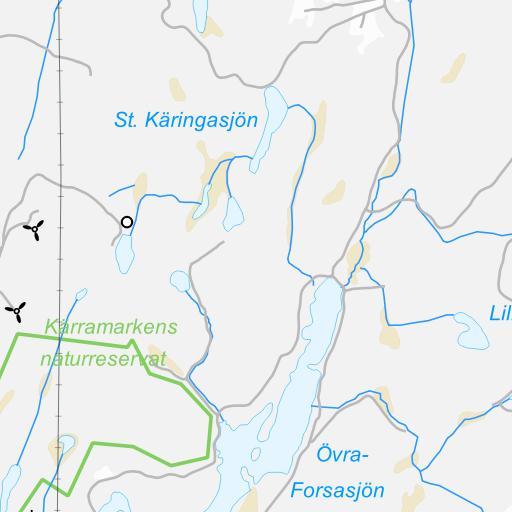 St. Käringasjön
Lil
Kärramarkens
naturreservat
Övra-
Forsasjön